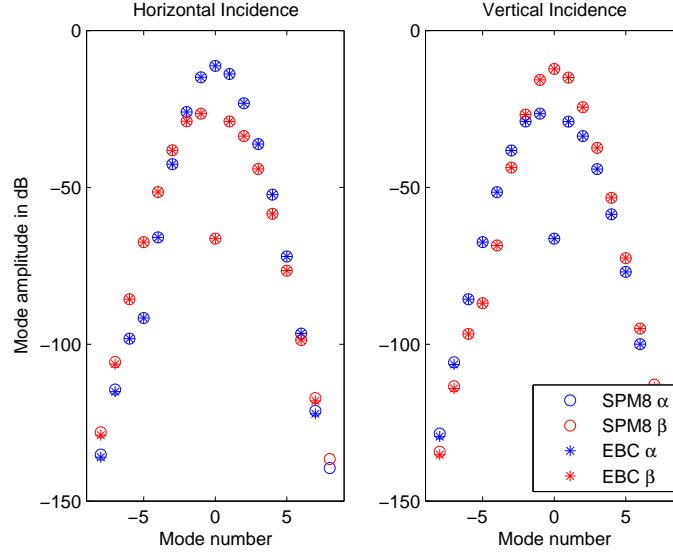 Horizontal Incidence
Vertical Incidence
Mode amplitude in dB
0
−50
−100
−150
−5
0
5
Mode number
0
−50
−100
−150
−5
0
5
Mode number
SPM8 α
SPM8 β
EBC α
EBC β